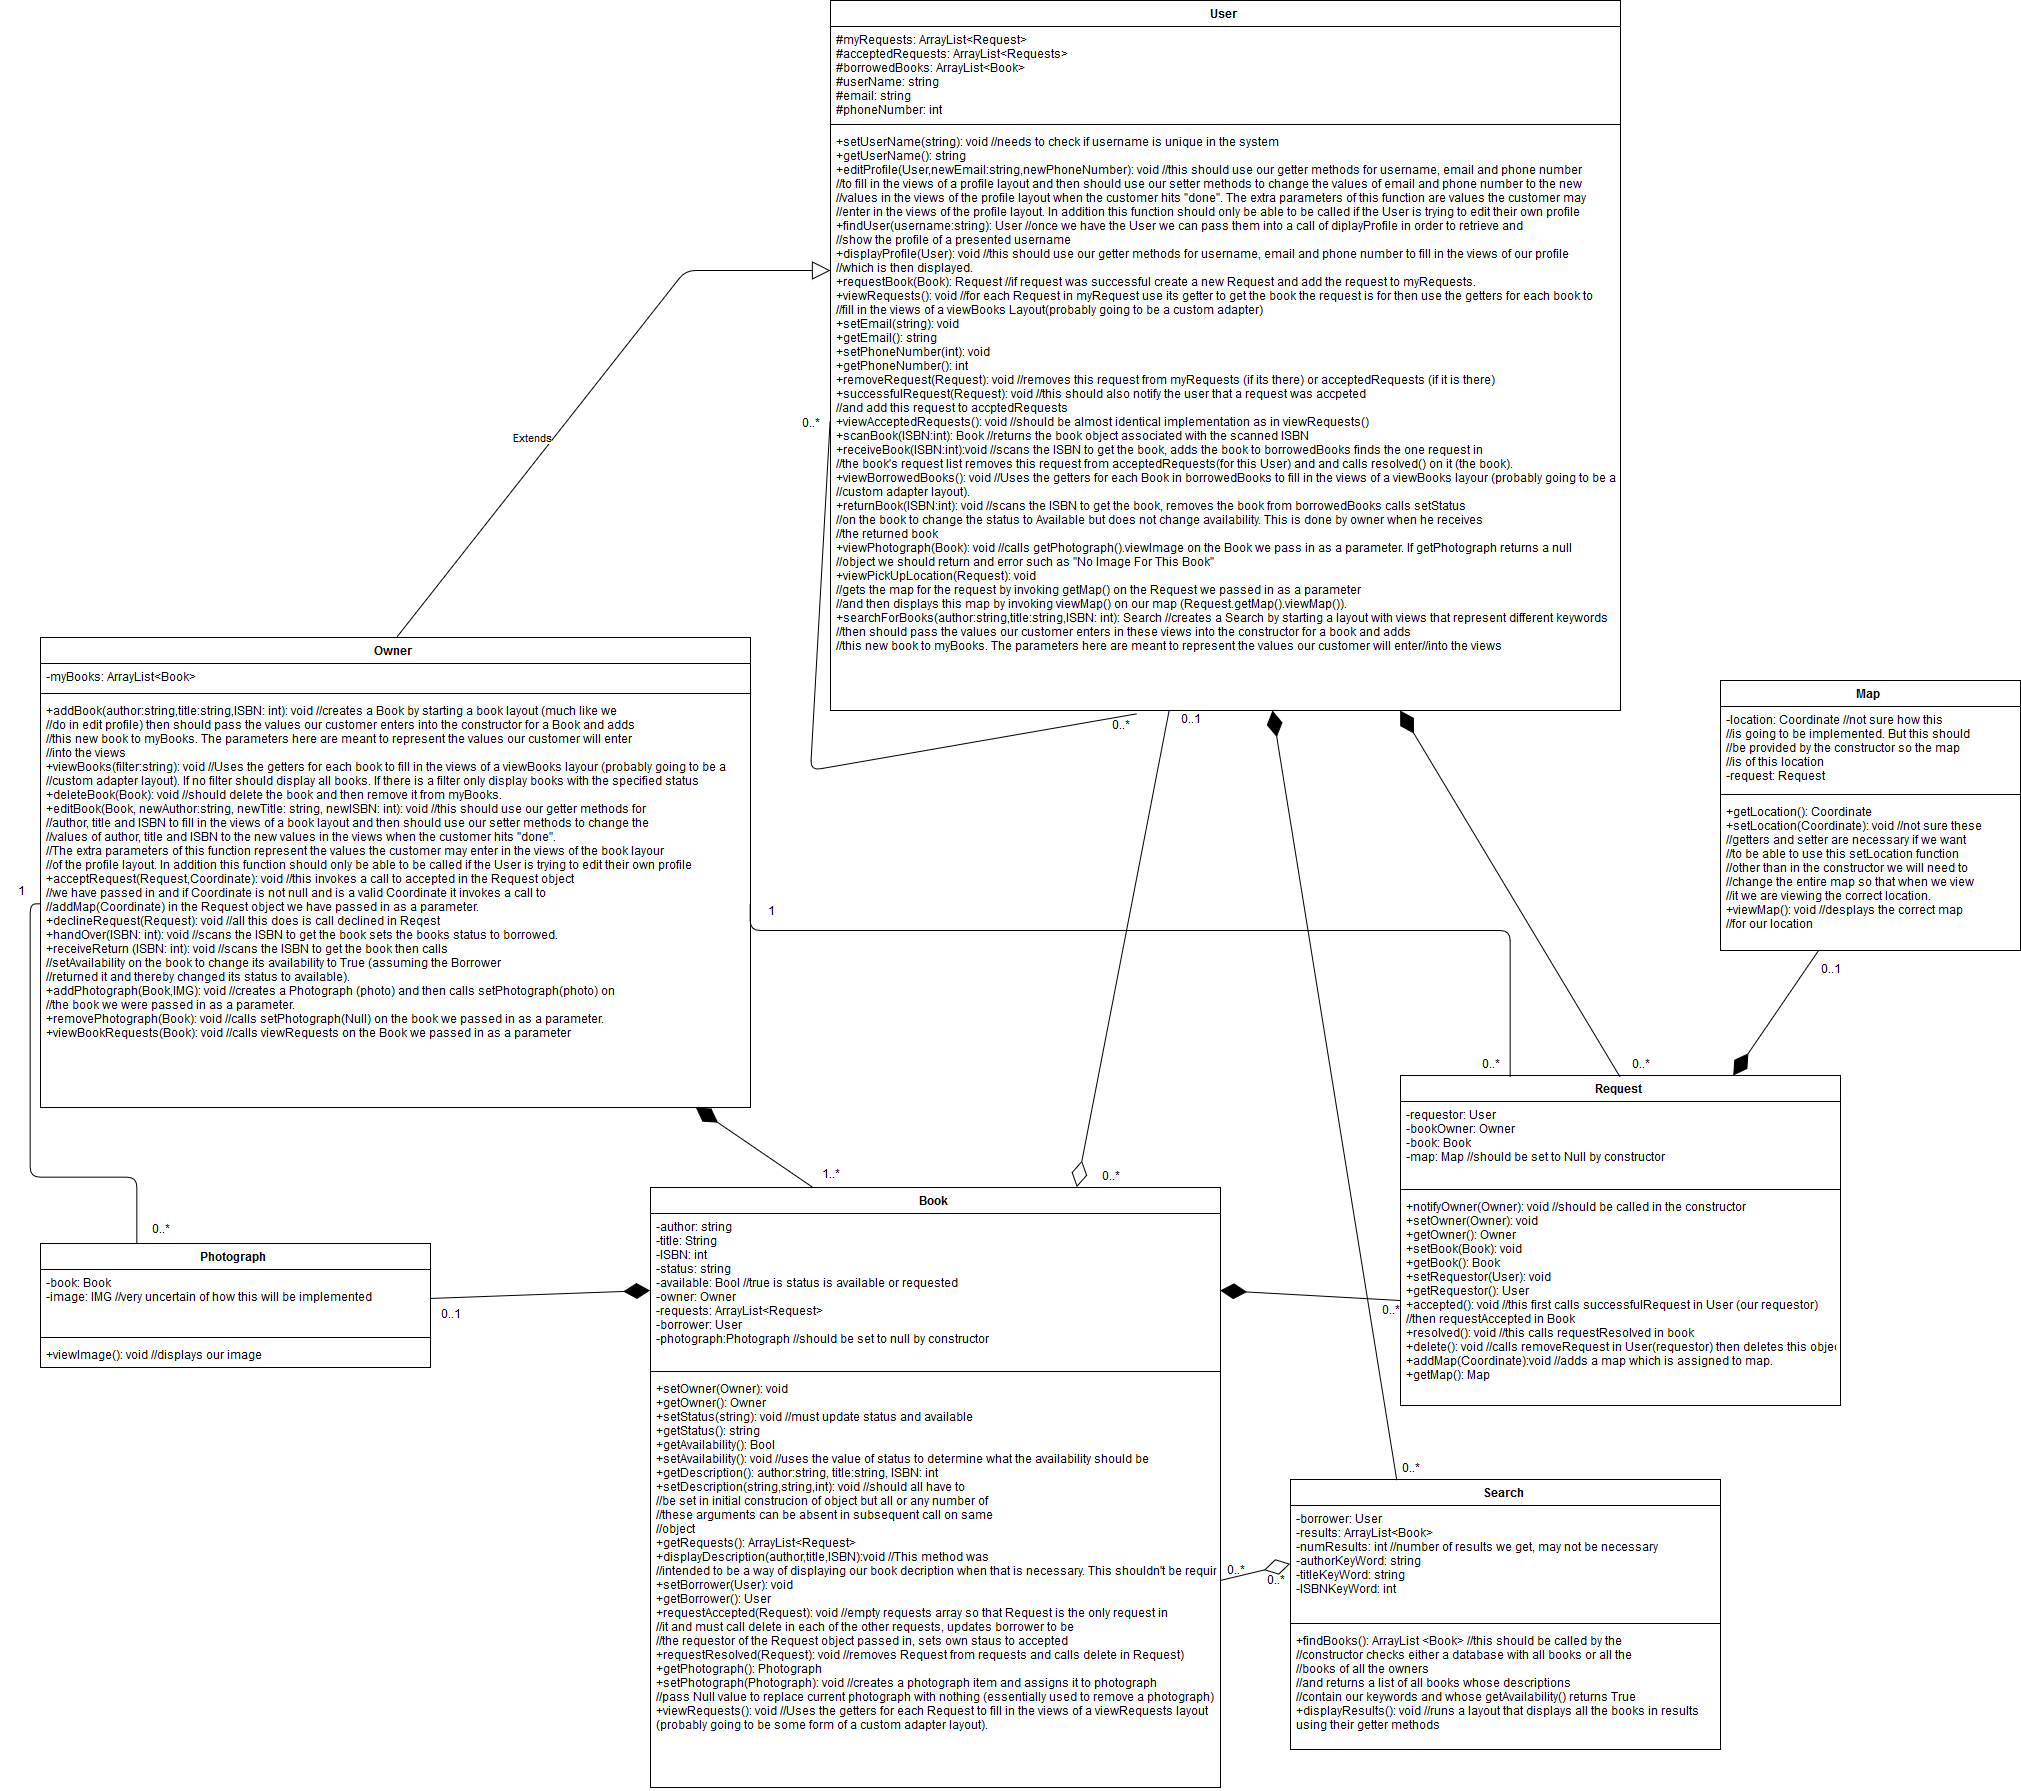 User
#myRequests: ArrayList<Request>
#acceptedRequests: ArrayList<Requests>
#borrowedBooks: ArrayList<Book>
#userName: string
#email: string
#phoneNumber: int
+setUserName(string): void //needs to check if username is unique in the system
+getUserName(): string
+editProfile(User,newEmail:string,newPhoneNumber): void //this should use our getter methods for username, email and phone number
//to fill in the views of a profile layout and then should use our setter methods to change the values of email and phone number to the new
//values in the views of the profile layout when the customer hits "done". The extra parameters of this function are values the customer may
//enter in the views of the profile layout. In addition this function should only be able to be called if the User is trying to edit their own profile
+findUser(username:string): User //once we have the User we can pass them into a call of diplayProfile in order to retrieve and
//show the profile of a presented username
+displayProfile(User): void //this should use our getter methods for username, email and phone number to fill in the views of our profile
//which is then displayed.
+requestBook(Book): Request //if request was successful create a new Request and add the request to myRequests.
+viewRequests(): void //for each Request in myRequest use its getter to get the book the request is for then use the getters for each book to
//fill in the views of a viewBooks Layout(probably going to be a custom adapter)
+setEmail(string): void
+getEmail(): string
+setPhoneNumber(int): void
+getPhoneNumber(): int
+removeRequest(Request): void //removes this request from myRequests (if its there) or acceptedRequests (if it is there)
+successfulRequest(Request): void //this should also notify the user that a request was accpeted
//and add this request to accptedRequests
+viewAcceptedRequests(): void //should be almost identical implementation as in viewRequests()
+scanBook(ISBN:int): Book //returns the book object associated with the scanned ISBN
+receiveBook(ISBN:int):void //scans the ISBN to get the book, adds the book to borrowedBooks finds the one request in
//the book's request list removes this request from acceptedRequests(for this User) and and calls resolved() on it (the book).
+viewBorrowedBooks(): void //Uses the getters for each Book in borrowedBooks to fill in the views of a viewBooks layour (probably going to be a
//custom adapter layout).
+returnBook(ISBN:int): void //scans the ISBN to get the book, removes the book from borrowedBooks calls setStatus
//on the book to change the status to Available but does not change availability. This is done by owner when he receives
//the returned book
+viewPhotograph(Book): void //calls getPhotograph().viewImage on the Book we pass in as a parameter. If getPhotograph returns a null
//object we should return and error such as "No Image For This Book"
+viewPickUpLocation(Request): void
//gets the map for the request by invoking getMap() on the Request we passed in as a parameter
//and then displays this map by invoking viewMap() on our map (Request.getMap().viewMap()).
+searchForBooks(author:string,title:string,ISBN: int): Search //creates a Search by starting a layout with views that represent different keywords
//then should pass the values our customer enters in these views into the constructor for a book and adds
//this new book to myBooks. The parameters here are meant to represent the values our customer will enter//into the views
0..*
0..*
0..1
Extends
Owner
-myBooks: ArrayList<Book>
+addBook(author:string,title:string,ISBN: int): void //creates a Book by starting a book layout (much like we
//do in edit profile) then should pass the values our customer enters into the constructor for a Book and adds
//this new book to myBooks. The parameters here are meant to represent the values our customer will enter
//into the views
+viewBooks(filter:string): void //Uses the getters for each book to fill in the views of a viewBooks layour (probably going to be a
//custom adapter layout). If no filter should display all books. If there is a filter only display books with the specified status
+deleteBook(Book): void //should delete the book and then remove it from myBooks.
+editBook(Book, newAuthor:string, newTitle: string, newISBN: int): void //this should use our getter methods for
//author, title and ISBN to fill in the views of a book layout and then should use our setter methods to change the
//values of author, title and ISBN to the new values in the views when the customer hits "done".
//The extra parameters of this function represent the values the customer may enter in the views of the book layour
//of the profile layout. In addition this function should only be able to be called if the User is trying to edit their own profile
+acceptRequest(Request,Coordinate): void //this invokes a call to accepted in the Request object
//we have passed in and if Coordinate is not null and is a valid Coordinate it invokes a call to
//addMap(Coordinate) in the Request object we have passed in as a parameter.
+declineRequest(Request): void //all this does is call declined in Reqest
+handOver(ISBN: int): void //scans the ISBN to get the book sets the books status to borrowed.
+receiveReturn (ISBN: int): void //scans the ISBN to get the book then calls
//setAvailability on the book to change its availability to True (assuming the Borrower
//returned it and thereby changed its status to available).
+addPhotograph(Book,IMG): void //creates a Photograph (photo) and then calls setPhotograph(photo) on
//the book we were passed in as a parameter.
+removePhotograph(Book): void //calls setPhotograph(Null) on the book we passed in as a parameter.
+viewBookRequests(Book): void //calls viewRequests on the Book we passed in as a parameter
1
1
Map
-location: Coordinate //not sure how this
//is going to be implemented. But this should
//be provided by the constructor so the map
//is of this location
-request: Request
+getLocation(): Coordinate
+setLocation(Coordinate): void //not sure these
//getters and setter are necessary if we want
//to be able to use this setLocation function
//other than in the constructor we will need to
//change the entire map so that when we view
//it we are viewing the correct location.
+viewMap(): void //desplays the correct map
//for our location
0..1
0..*
0..*
Request
-requestor: User
-bookOwner: Owner
-book: Book
-map: Map //should be set to Null by constructor
+notifyOwner(Owner): void //should be called in the constructor
+setOwner(Owner): void
+getOwner(): Owner
+setBook(Book): void
+getBook(): Book
+setRequestor(User): void
+getRequestor(): User
+accepted(): void //this first calls successfulRequest in User (our requestor)
//then requestAccepted in Book
+resolved(): void //this calls requestResolved in book
+delete(): void //calls removeRequest in User(requestor) then deletes this obje
+addMap(Coordinate):void //adds a map which is assigned to map.
+getMap(): Map
1..*
0..*
0..*
Photograph
-book: Book
-image: IMG //very uncertain of how this will be implemented
+viewImage(): void //displays our image
0..1
0..*
Book
-author: string
-title: String
-ISBN: int
-status: string
-available: Bool //true is status is available or requested
-owner: Owner
-requests: ArrayList<Request>
-borrower: User
-photograph:Photograph //should be set to null by constructor
+setOwner(Owner): void
+getOwner(): Owner
+setStatus(string): void //must update status and available
+getStatus(): string
+getAvailability(): Bool
+setAvailability(): void //uses the value of status to determine what the availability should be
+getDescription(): author:string, title:string, ISBN: int
+setDescription(string,string,int): void //should all have to
//be set in initial construcion of object but all or any number of
//these arguments can be absent in subsequent call on same
//object
+getRequests(): ArrayList<Request>
+displayDescription(author,title,ISBN):void //This method was
//intended to be a way of displaying our book decription when that is necessary. This shouldn't be requir
+setBorrower(User): void
+getBorrower(): User
+requestAccepted(Request): void //empty requests array so that Request is the only request in
//it and must call delete in each of the other requests, updates borrower to be
//the requestor of the Request object passed in, sets own staus to accepted
+requestResolved(Request): void //removes Request from requests and calls delete in Request)
+getPhotograph(): Photograph
+setPhotograph(Photograph): void //creates a photograph item and assigns it to photograph
//pass Null value to replace current photograph with nothing (essentially used to remove a photograph)
+viewRequests(): void //Uses the getters for each Request to fill in the views of a viewRequests layout
(probably going to be some form of a custom adapter layout).
0..*
0..*
0..*
Search
-borrower: User
-results: ArrayList<Book>
-numResults: int //number of results we get, may not be necessary
-authorKeyWord: string
-titleKeyWord: string
-ISBNKeyWord: int
+findBooks(): ArrayList <Book> //this should be called by the
//constructor checks either a database with all books or all the
//books of all the owners
//and returns a list of all books whose descriptions
//contain our keywords and whose getAvailability() returns True
+displayResults(): void //runs a layout that displays all the books in results
using their getter methods